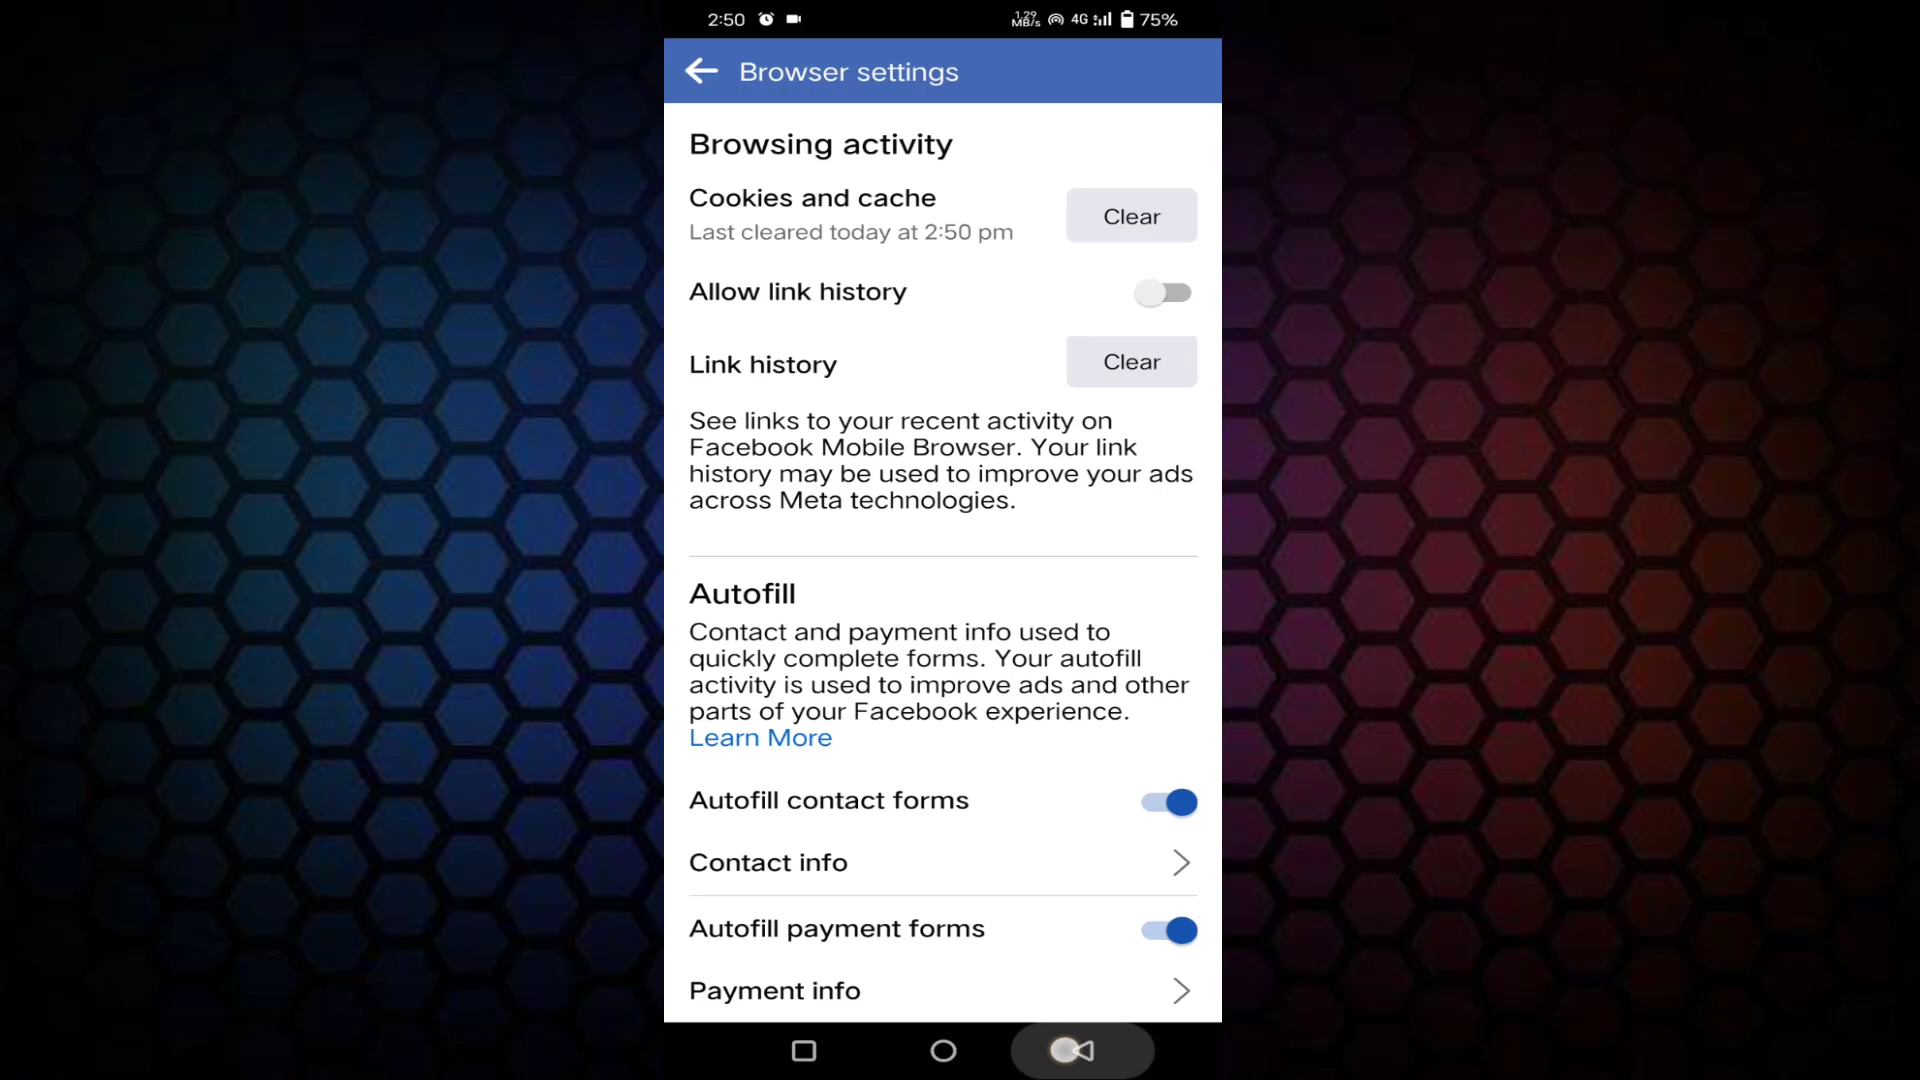 2:50
1.29
MB/s
4G
75%
Browser settings
Browsing activity
Cookies and cache
Last cleared today at 2:50 pm
Clear
Allow link history
Link history
Clear
See links to your recent activity on
Facebook Mobile Browser. Your link
history may be used to improve your ads
across Meta technologies.
Autofill
Contact and payment info used to
quickly complete forms. Your autofill
activity is used to improve ads and other
parts of your Facebook experience.
Learn More
Autofill contact forms
Contact info
Autofill payment forms
Payment info